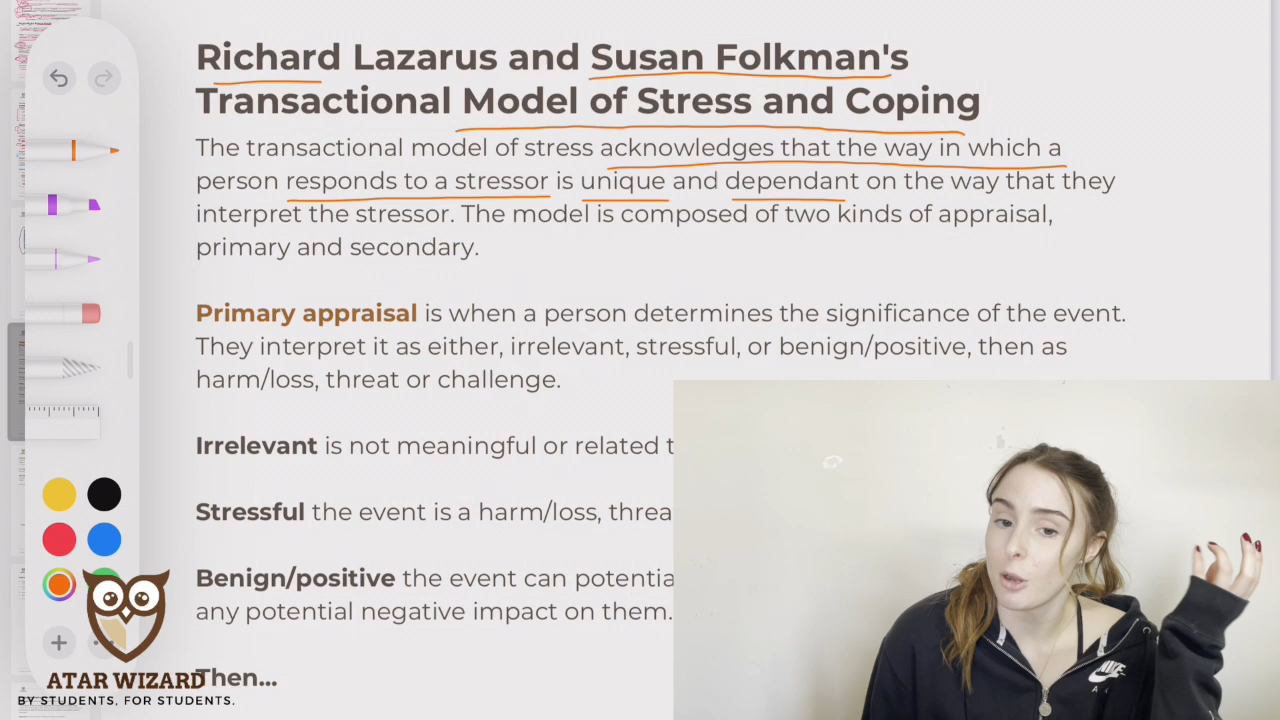 Richard Lazarus and Susan Folkman's
Transactional Model of Stress and Coping
The transactional model of stress acknowledges that the way in which a
person responds to a stressor is unique and dependant on the way that they
interpret the stressor. The model is composed of two kinds of appraisal,
primary and secondary.
Primary appraisal is when a person determines the significance of the event.
They interpret it as either, irrelevant, stressful, or benign/positive, then as
harm/loss, threat or challenge.
Irrelevant is not meaningful or related
Stressful the event is a harm/loss,
Benign/positive the event can
any potential negative impact on them.
Then...
ATAR WIZARD
BY STUDENTS, FOR STUDENTS.
NIKE